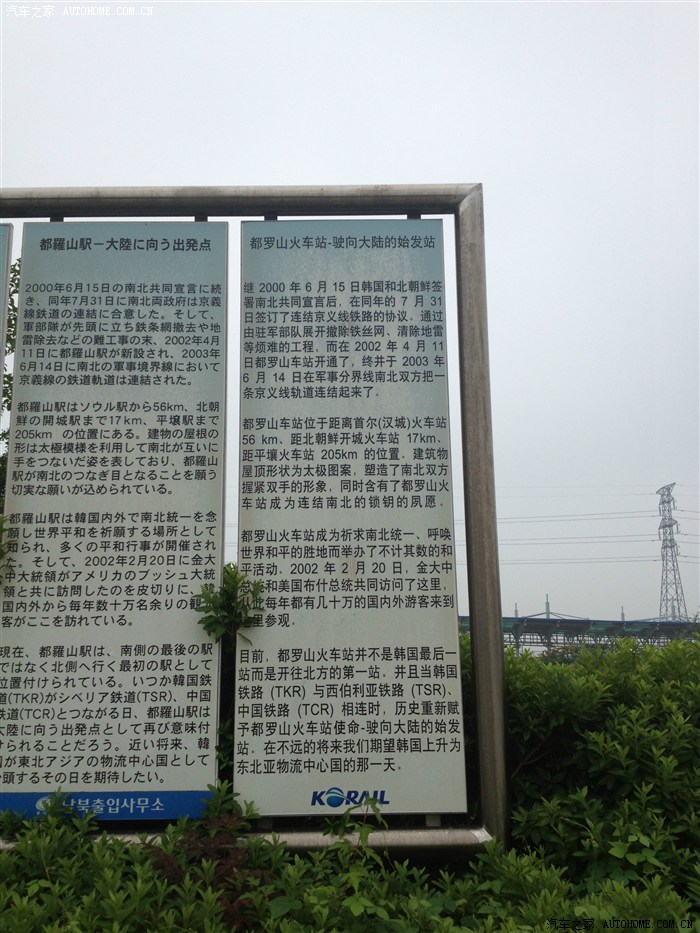 汽车之家 AUTOHOME.COM.CN
都羅山駅－大陸に向う出発点
2000年6月15日の南北共同宣言に続
き、同年7月31日に南北両政府は京義
線鉄道の連結に合意した。そして、
軍部隊が先頭に立ち鉄条網撤去や地
雷除去などの難工事の末、2002年4月
11日に都羅山駅が新設され、2003年
6月14日に南北の軍事境界線において
京義線の鉄道軌道は連結された。
都羅山駅はソウル駅から56km、北朝
鮮の開城駅まで17km、平壌駅まで
205km の位置にある。建物の屋根の
形は太極模様を利用して南北が互いに
手をつないだ姿を表しており、都羅山
駅が南北のつなぎ目となることを願う
切実な願いが込められている。
都羅山駅は韓国内外で南北統一を念
願し世界平和を祈願する場所として
知られ、多くの平和行事が開催され
た。そして、2002年2月20日に金大
中大統領がアメリカのブッシュ大統
領と共に訪問したのを皮切りに、
国内外から毎年数十万名余りの観
客がここを訪れている。
現在、都羅山駅は、南側の最後の駅
ではなく北側へ行く最初の駅として
位置付けられている。いつか韓国鉄
道(TKR)がシベリア鉄道(TSR)、中国
鉄道(TCR)とつながる日、都羅山駅は
大陸に向う出発点として再び意味付
けられることだろう。近い将来、韓
が東北アジアの物流中心国として
頭するその日を期待したい。
남북출입사무소
都罗山火车站-驶向大陆的始发站
继 2000 年 6 月 15 日韩国和北朝鲜签
署南北共同宣言后，在同年的 7 月 31
日签订了连结京义线铁路的协议。通过
由驻军部队展开撤除铁丝网、清除地雷
等烦难的工程，而在 2002 年 4 月 11
日都罗山车站开通了，终并于 2003 年
6 月 14 日在军事分界线南北双方把一
条京义线轨道连结起来了。
都罗山车站位于距离首尔(汉城)火车站
56 km、距北朝鲜开城火车站 17km、
距平壤火车站 205km 的位置。建筑物
屋顶形状为太极图案，塑造了南北双方
握紧双手的形象，同时含有了都罗山火
车站成为连结南北的锁钥的夙愿。
都罗山火车站成为祈求南北统一、呼唤
世界和平的胜地而举办了不计其数的和
平活动。2002 年 2 月 20 日，金大中
总统和美国布什总统共同访问了这里，
从此每年都有几十万的国内外游客来到
这里参观。
目前，都罗山火车站并不是韩国最后一
站而是开往北方的第一站，并且当韩国
铁路 (TKR) 与西伯利亚铁路 (TSR)、
中国铁路 (TCR) 相连时，历史重新赋
予都罗山火车站使命-驶向大陆的始发
站。在不远的将来我们期望韩国上升为
东北亚物流中心国的那一天。
KORAIL
汽车之家 AUTOHOME.COM.CN